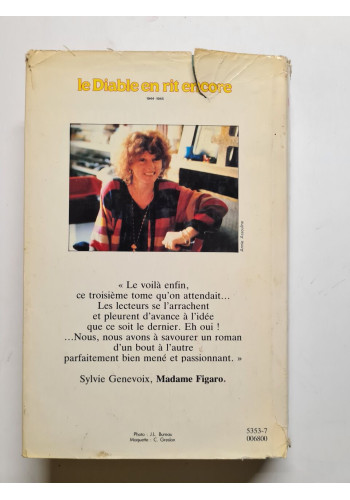 le Diable en rit encore
« Le voilà enfin,
ce troisième tome qu'on attendait...
Les lecteurs se l'arrachent
et pleurent d'avance à l'idée
que ce soit le dernier. Eh oui !
...Nous, nous avons à savourer un roman
d'un bout à l'autre
parfaitement bien mené et passionnant. »
Sylvie Genevoix, Madame Figaro.
Photo : J.L. Bureau
Maquette : C. Graslin
5353-7
006800